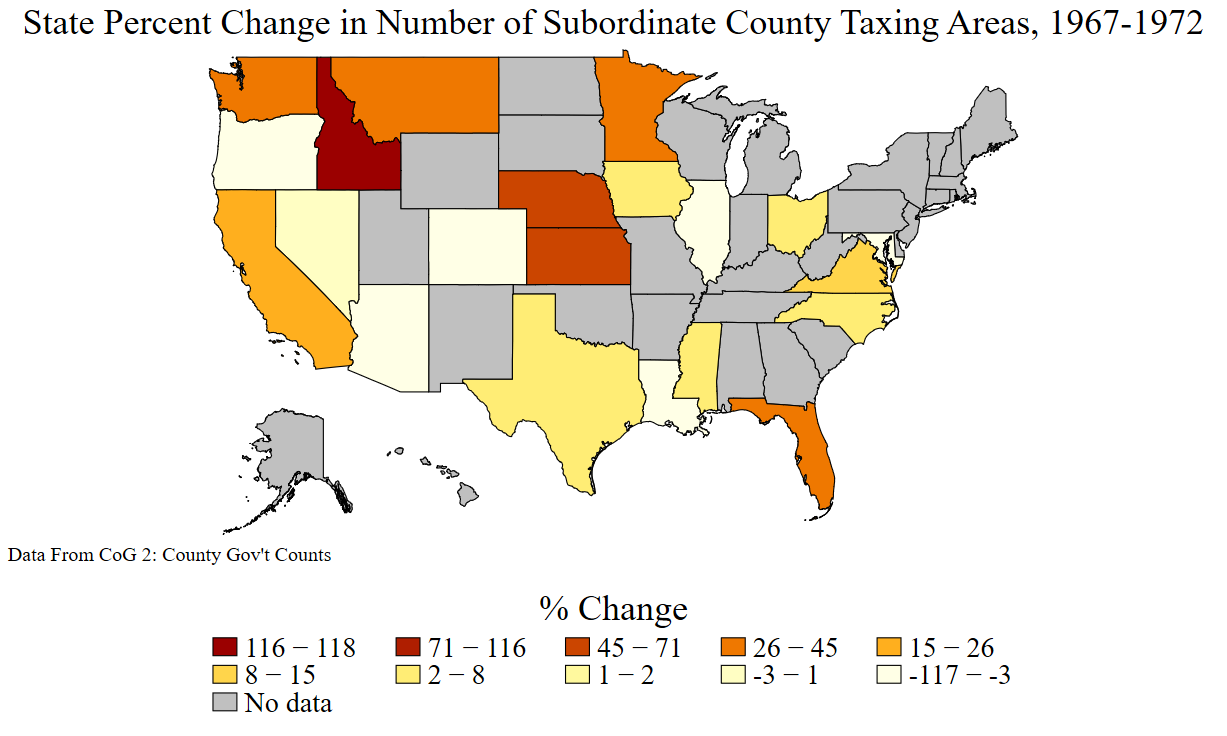 State Percent Change in Number of Subordinate County Taxing Areas, 1967-1972
Data From CoG 2: County Gov't Counts
% Change
116 − 118 71 − 116 45 − 71 26 − 45 15 − 26
8 − 15 2 − 8 1 − 2 -3 − 1 -117 − -3
No data